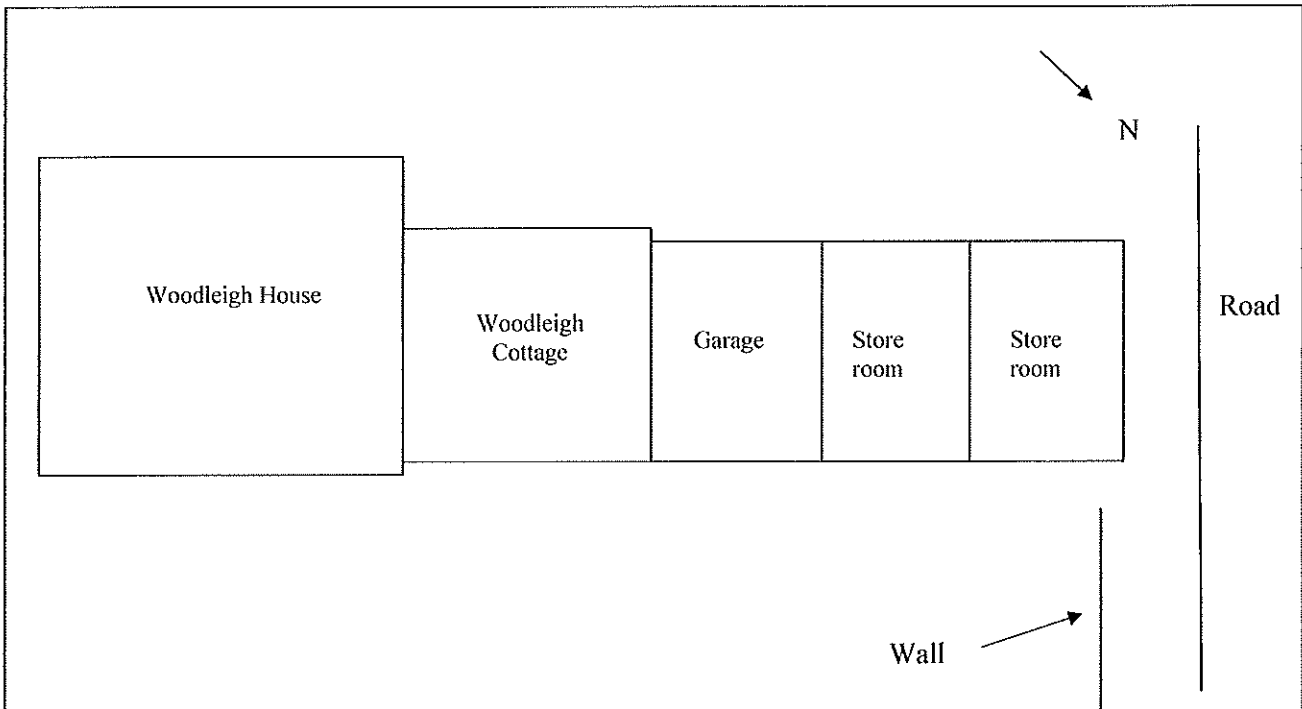 N
Woodleigh House
Road
Woodleigh
Cottage
Garage
Store
room
Store
room
Wall